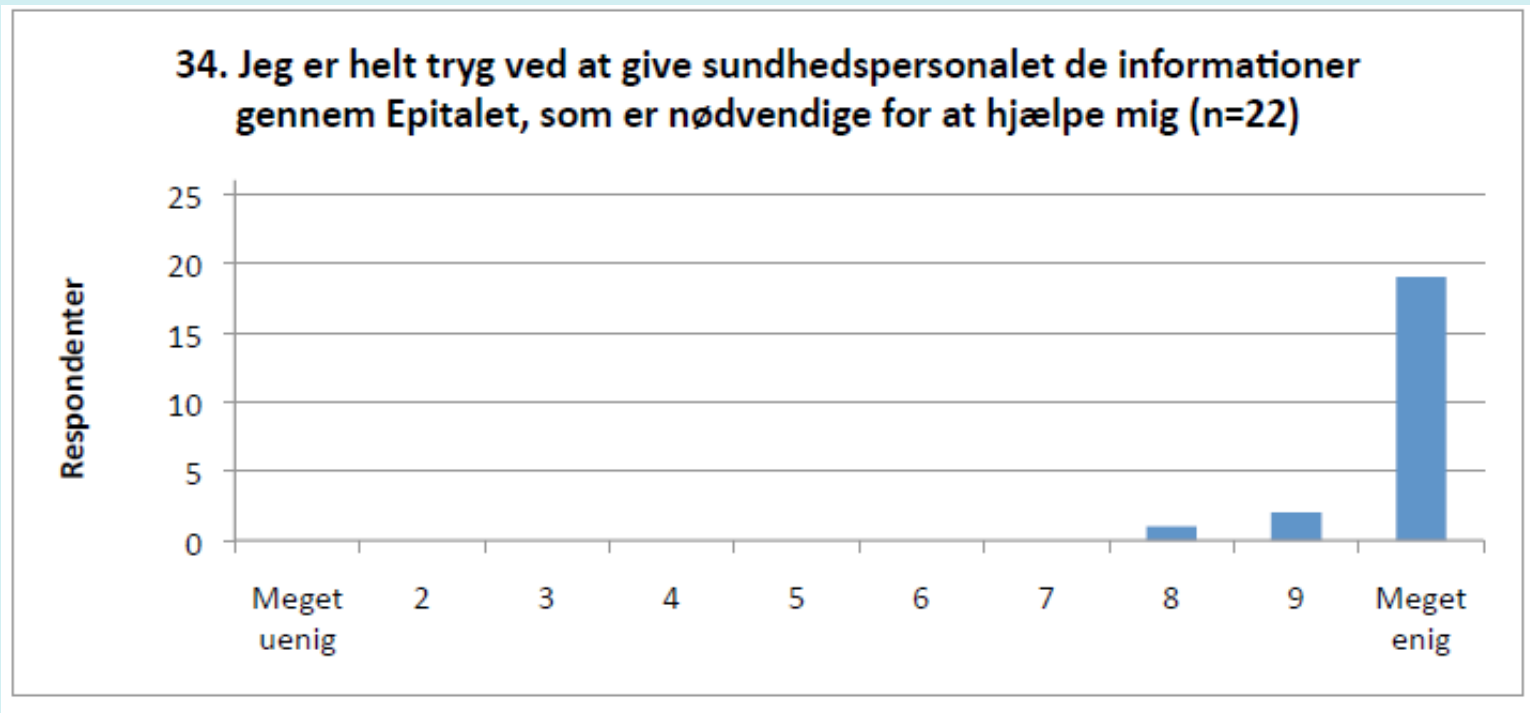 34. Jeg er helt tryg ved at give sundhedspersonalet de informationer
gennem Epitalet, som er nødvendige for at hjælpe mig (n=22)
Respondenter
25
20
15
10
5
0
Meget uenig 2 3 4 5 6 7 8 9 Meget enig